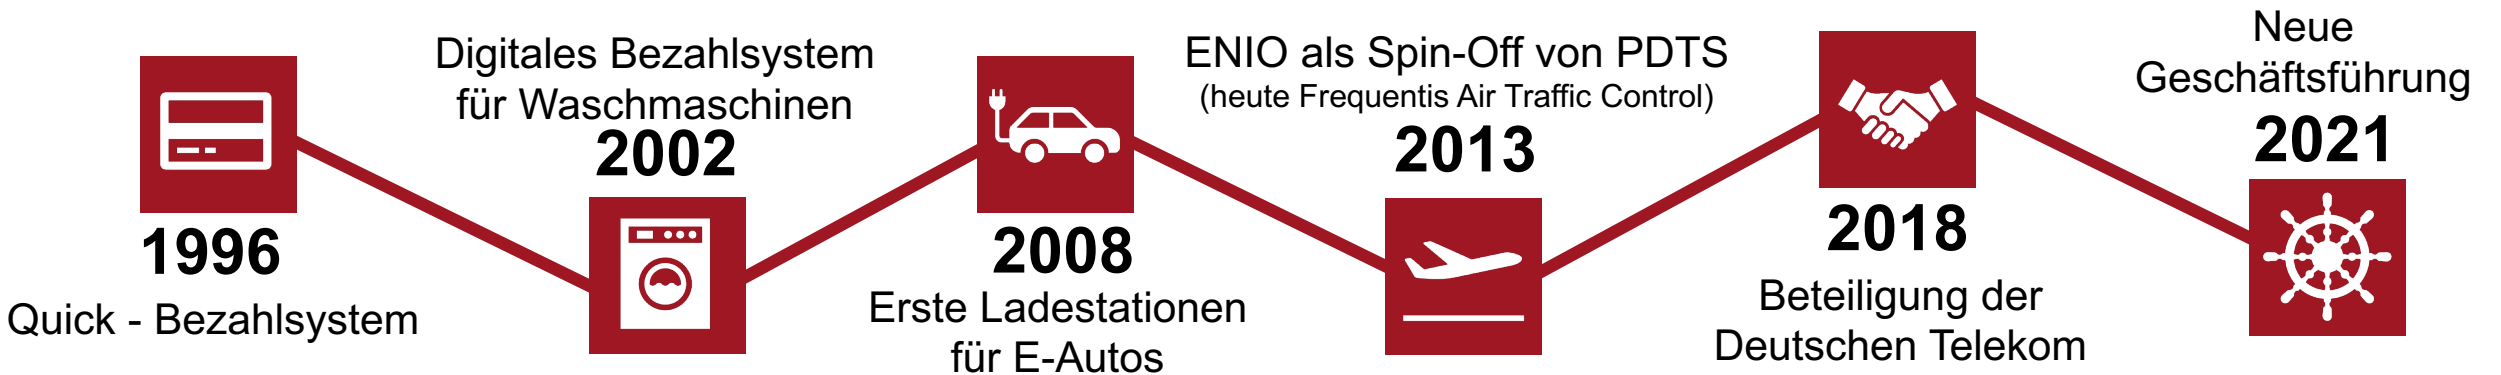 1996
Quick - Bezahlsystem
Digitales Bezahlsystem
für Waschmaschinen
2002
2008
Erste Ladestationen
für E-Autos
ENIO als Spin-Off von PDTS
(heute Frequentis Air Traffic Control)
2013
2018
Beteiligung der
Deutschen Telekom
Neue
Geschäftsführung
2021